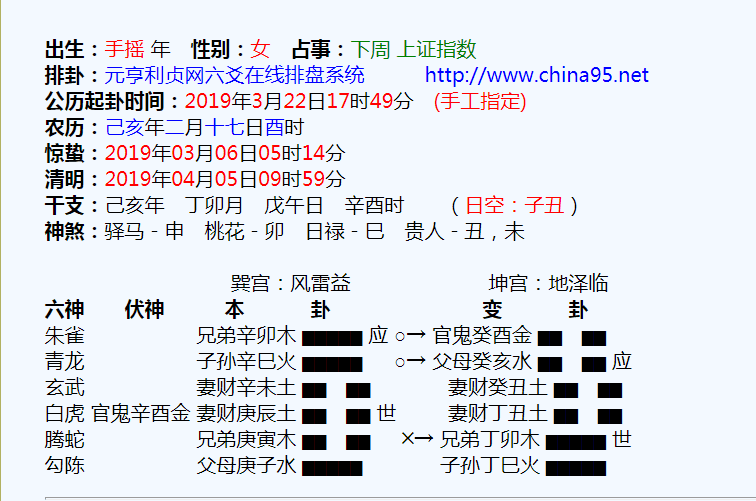 出生：手摇 年 性别：女 占事：下周 上证指数
排卦：元亨利贞网六爻在线排盘系统 http://www.china95.net
公历起卦时间：2019年3月22日17时49分 (手工指定)
农历：己亥年二月十七日酉时
惊蛰：2019年03月06日05时14分
清明：2019年04月05日09时59分
干支：己亥年 丁卯月 戊午日 辛酉时 （日空：子丑）
神煞：驿马－申 桃花－卯 日禄－巳 贵人－丑，未
巽宫：风雷益 坤宫：地泽临
六神 伏神 本 卦 变 卦
朱雀 兄弟辛卯木 应 ○→ 官鬼癸酉金
青龙 子孙辛巳火 ○→ 父母癸亥水 应
玄武 妻财辛未土 妻财癸丑土
白虎 官鬼辛酉金 妻财庚辰土 世 妻财丁丑土
腾蛇 兄弟庚寅木 ×→ 兄弟丁卯木 世
勾陈 父母庚子水 子孙丁巳火